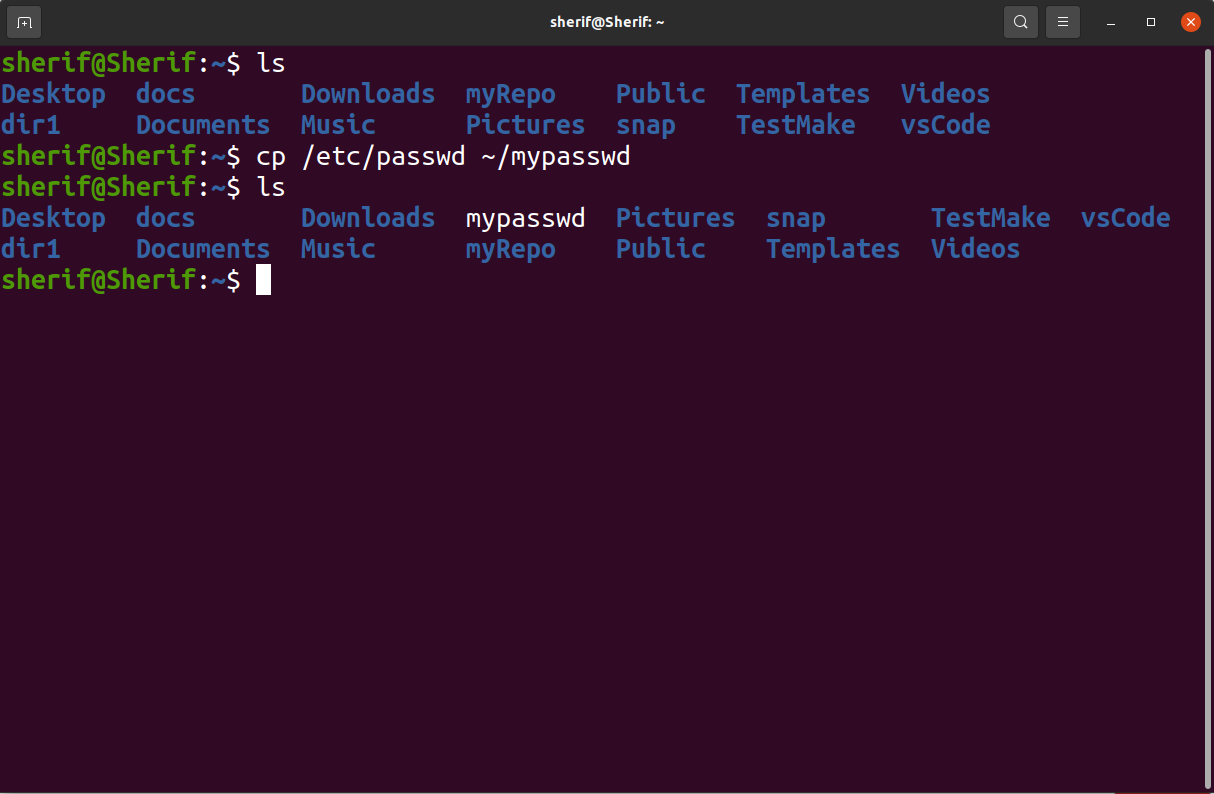 sherif@Sherif: ~
sherif@Sherif:~$ ls
Desktop docs Downloads myRepo Public Templates Videos
dir1 Documents Music Pictures snap TestMake vsCode
sherif@Sherif:~$ cp /etc/passwd ~/mypasswd
sherif@Sherif:~$ ls
Desktop docs Downloads mypasswd Pictures snap TestMake vsCode
dir1 Documents Music myRepo Public Templates Videos
sherif@Sherif:~$